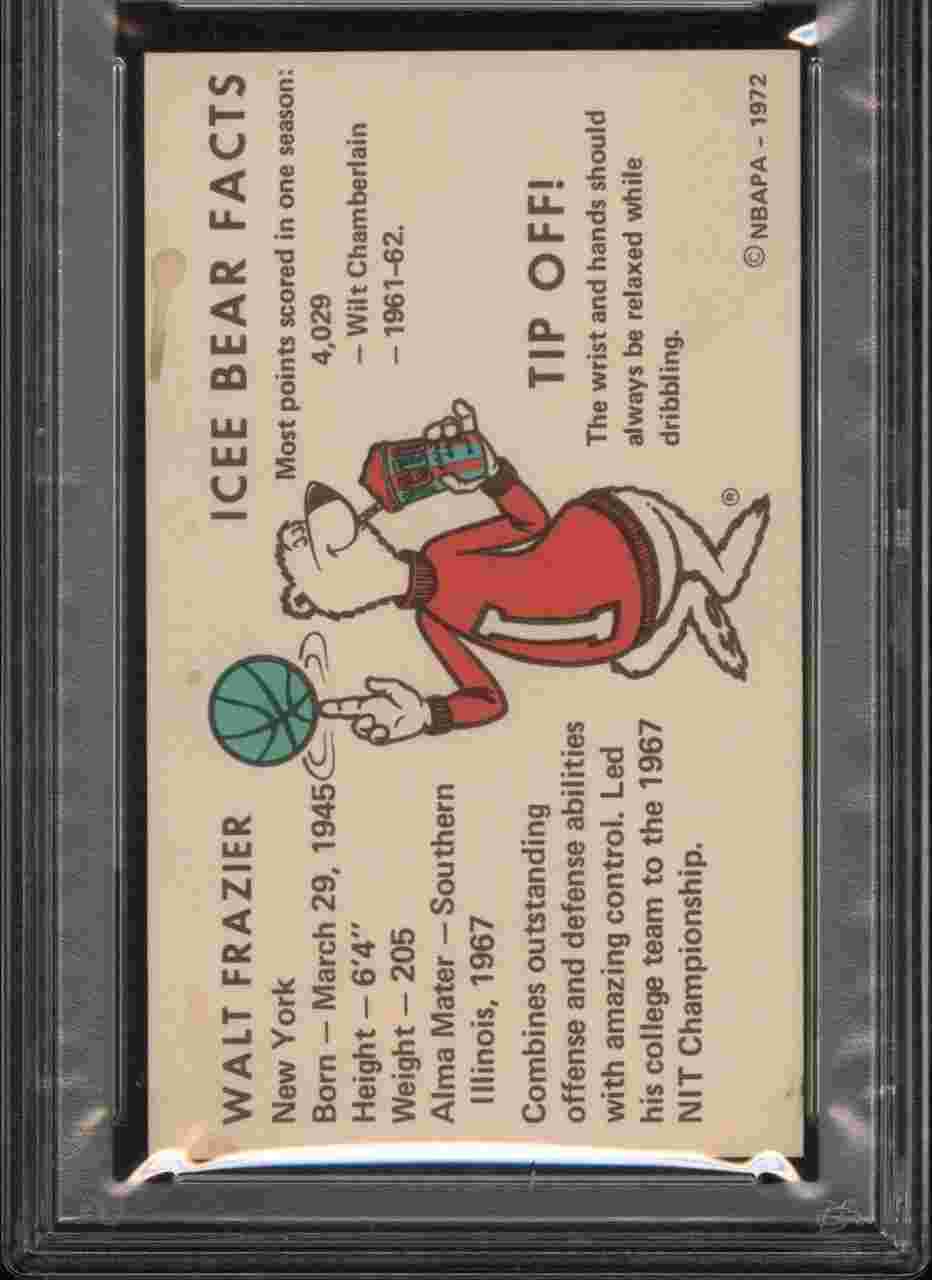 WALT FRAZIER
New York
Born – March 29, 1945
Height – 6'4"
Weight – 205
Alma Mater – Southern
Illinois, 1967
Combines outstanding
offense and defense abilities
with amazing control. Led
his college team to the 1967
NIT Championship.
ICEE
1
®
ICEE BEAR FACTS
Most points scored in one season:
4,029
– Wilt Chamberlain
– 1961-62.
TIP OFF!
The wrist and hands should
always be relaxed while
dribbling.
© NBAPA - 1972